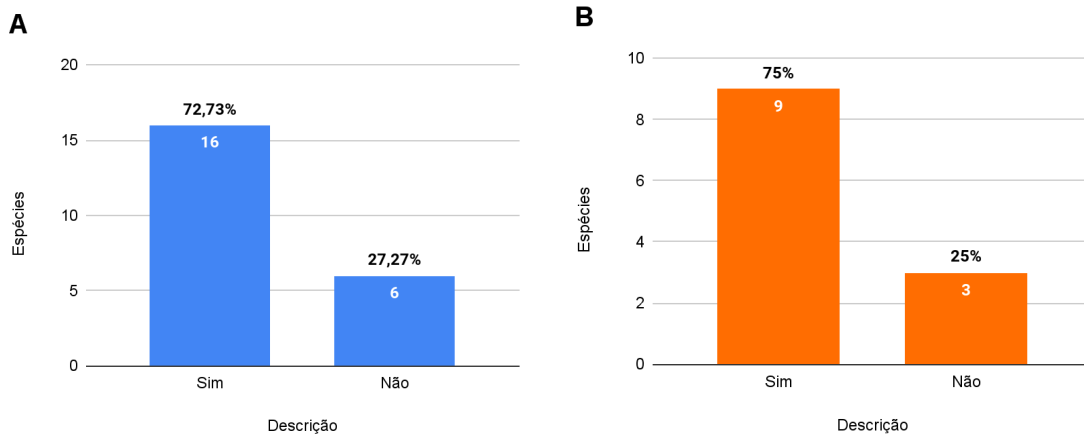 A
Espécies
20
15
10
5
0
72,73%
16
27,27%
6
Sim
Não
Descrição
B
Espécies
10
8
6
4
2
0
75%
9
25%
3
Sim
Não
Descrição